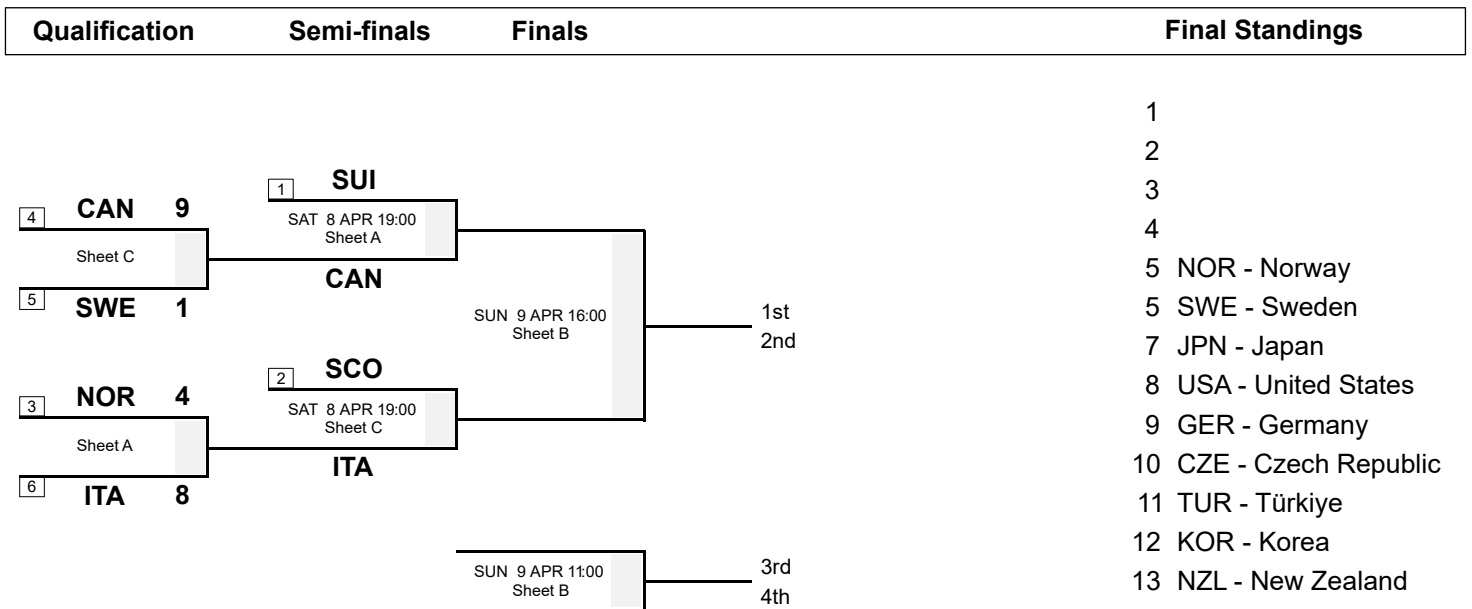 Qualification Semi-finals Finals Final Standings
1
2
3
4
5 NOR - Norway
5 SWE - Sweden
7 JPN - Japan
8 USA - United States
9 GER - Germany
10 CZE - Czech Republic
11 TUR - Türkiye
12 KOR - Korea
13 NZL - New Zealand
4 CAN 9
Sheet C
5 SWE 1
3 NOR 4
Sheet A
6 ITA 8
1 SUI
SAT 8 APR 19:00
Sheet A
CAN
2 SCO
SAT 8 APR 19:00
Sheet C
ITA
SUN 9 APR 16:00
Sheet B
1st
2nd
SUN 9 APR 11:00
Sheet B
3rd
4th